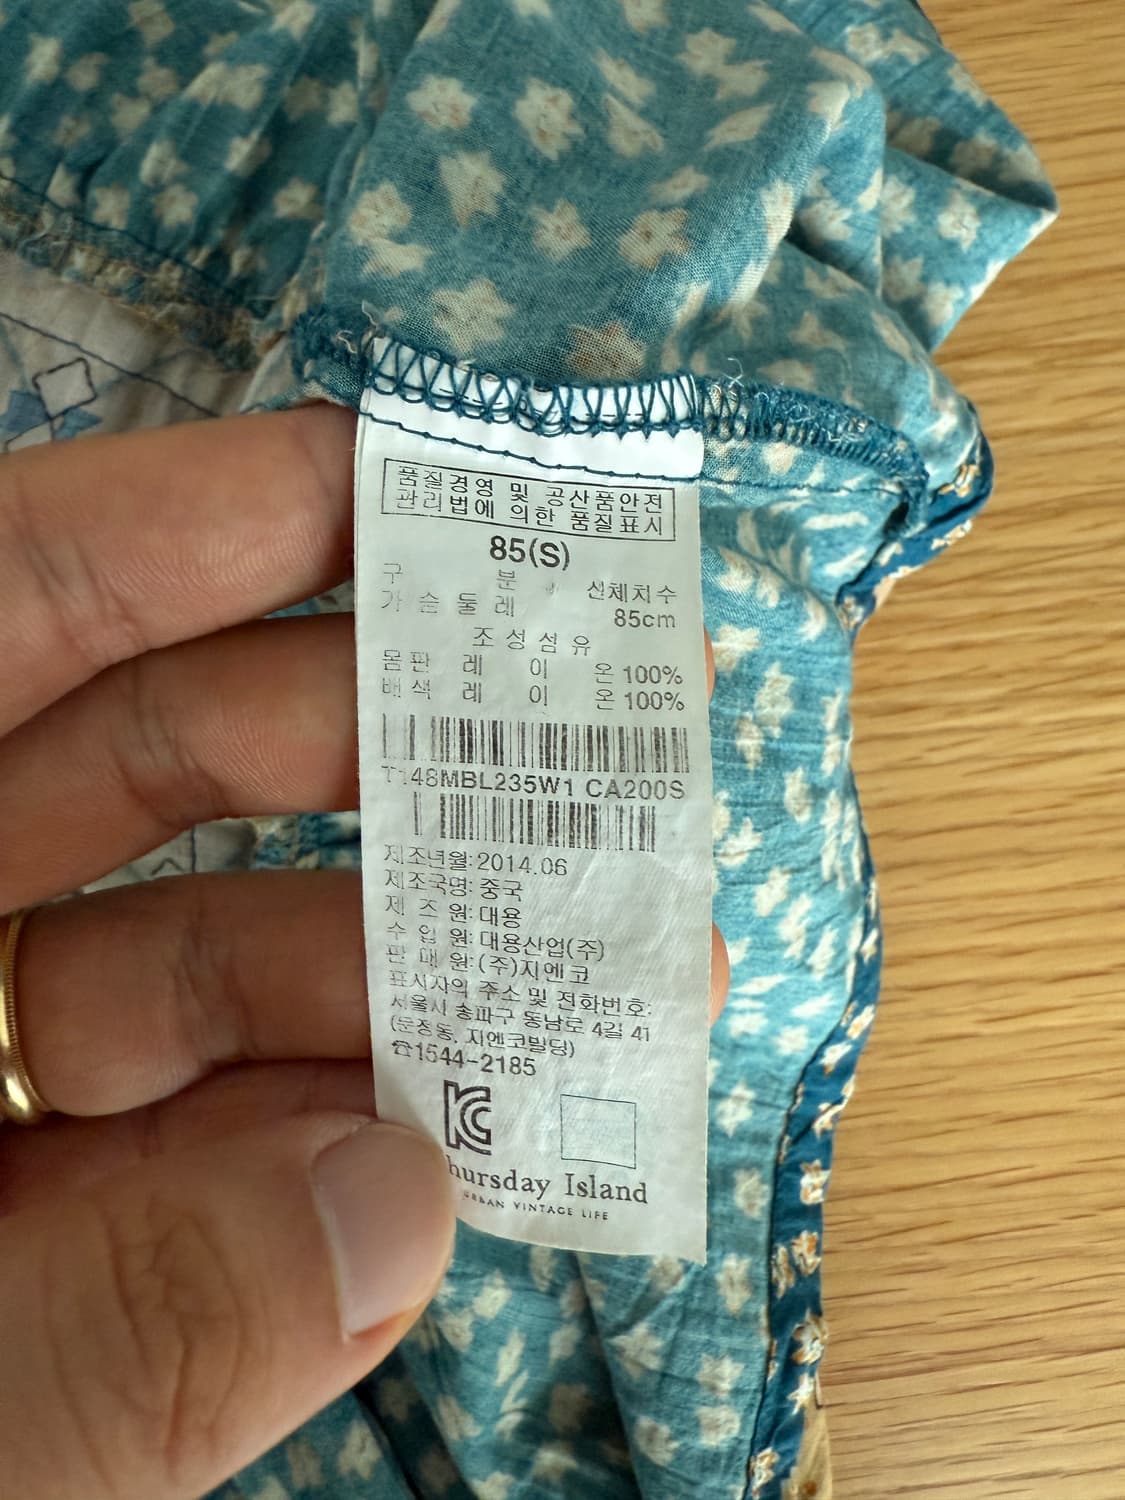 품질경영 및 공산품안전
관리법에 의한 품질표시
85(S)
구 분 신체치수
가슴둘레 85cm
조성섬유
몸판 레이온 100%
배색 레이온 100%
T148MBL235W1 CA200S
제조년월:2014.06
제조국명:중국
제조원:대용
수입원:대용산업(주)
판매원:(주)지엔코
표시자의 주소 및 전화번호:
서울시 송파구 동남로 4길 41
(문정동, 지엔코빌딩)
☎1544-2185
KC
hursday Island
URBAN VINTAGE LIFE